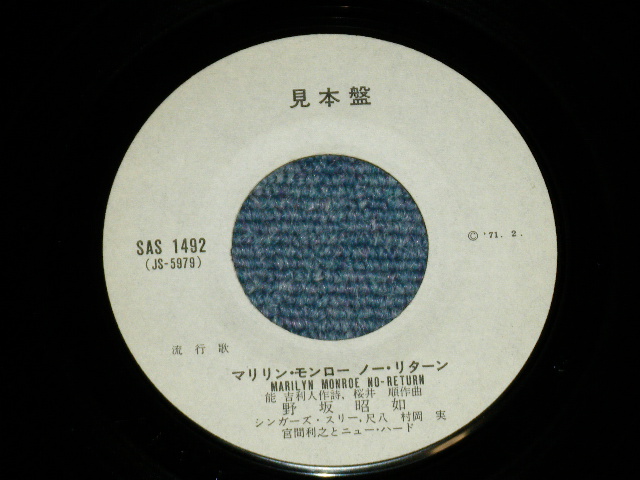 見本盤
SAS 1492
(JS-5979)
© '71. 2.
流行歌
マリリン・モンロー ノー・リターン
MARILYN MONROE NO-RETURN
能 吉利人作詩、桜井 順作曲
野坂昭如
シンガーズ・スリー,尺八 村岡 実
宮間利之とニュー・ハード